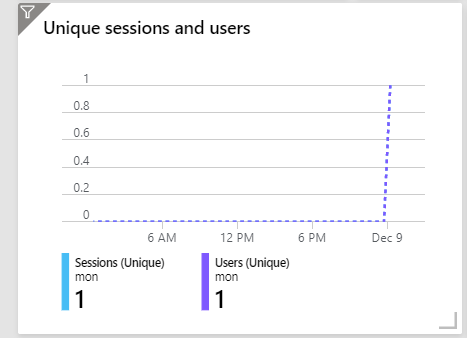 Unique sessions and users
1
0.8
0.6
0.4
0.2
0
6 AM 12 PM 6 PM Dec 9
Sessions (Unique) Users (Unique)
mon mon
1 1